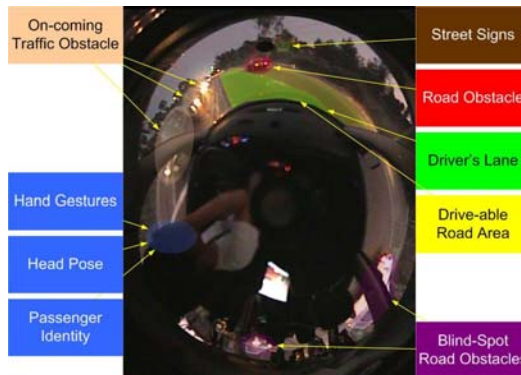 On-coming
Traffic Obstacle
Hand Gestures
Head Pose
Passenger
Identity
Street Signs
Road Obstacle
Driver's Lane
Drive-able
Road Area
Blind-Spot
Road Obstacles